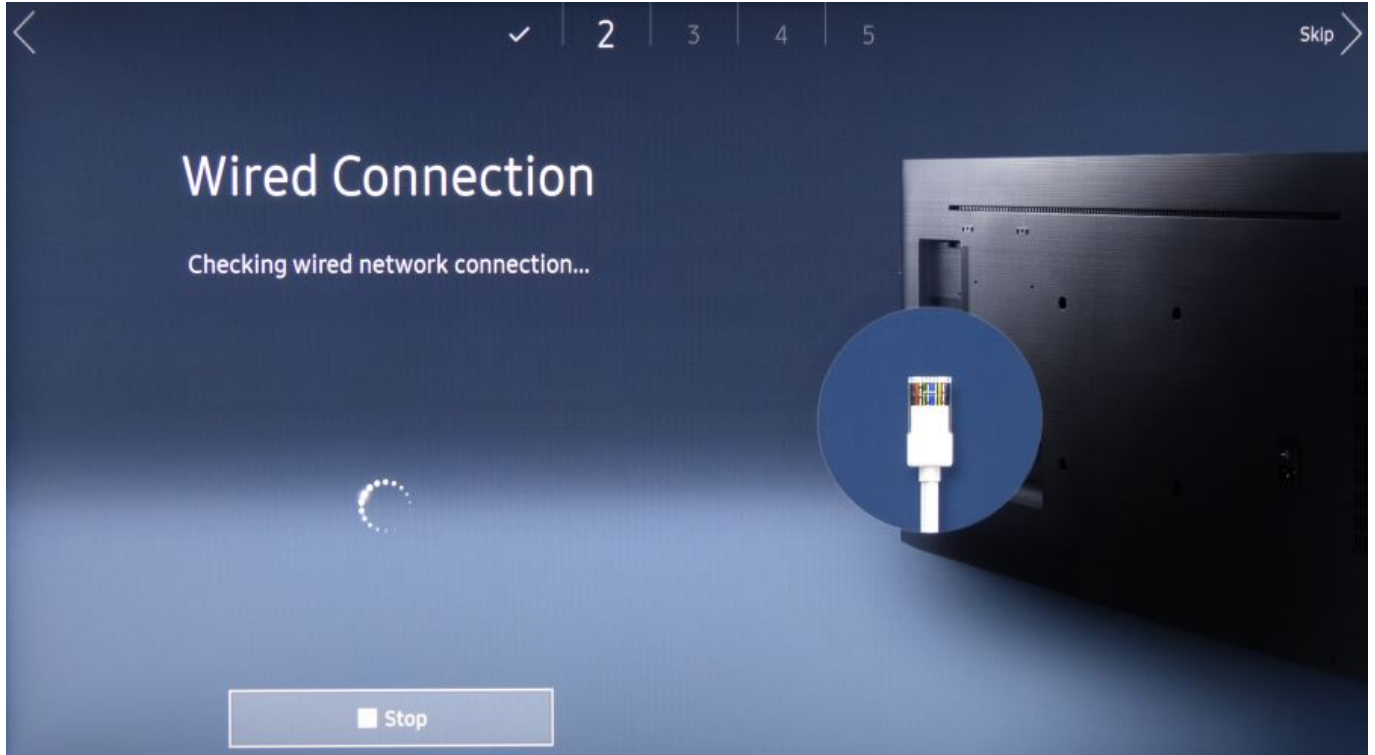 2 3 4 5
Skip
Wired Connection
Checking wired network connection...
Stop